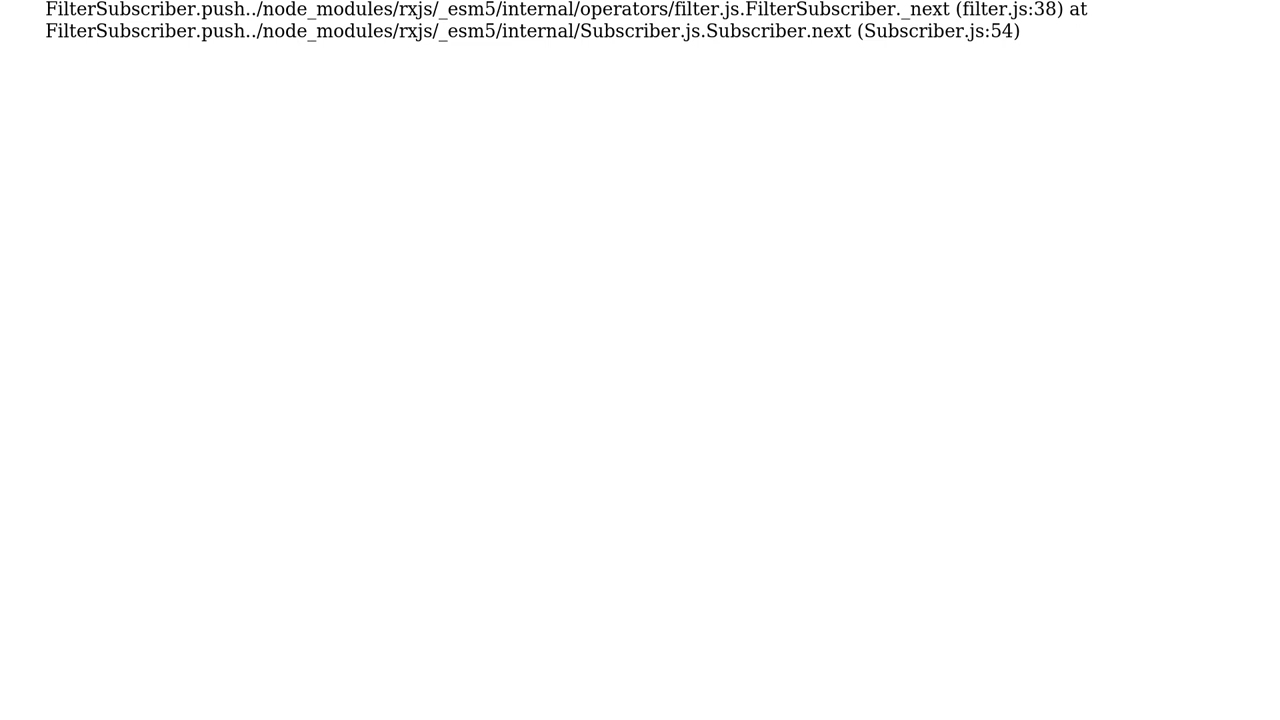 FilterSubscriber.push../node_modules/rxjs/_esm5/internal/operators/filter.js.FilterSubscriber._next (filter.js:38) at
FilterSubscriber.push../node_modules/rxjs/_esm5/internal/Subscriber.js.Subscriber.next (Subscriber.js:54)